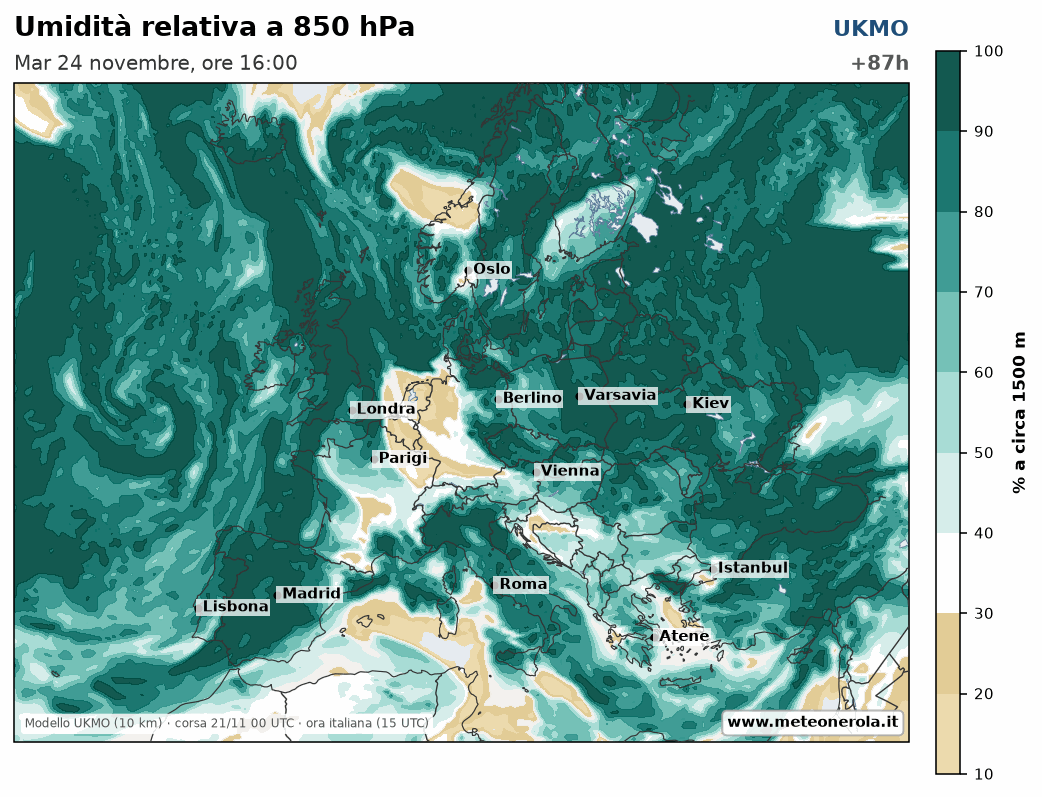 Umidità relativa a 850 hPa
UKMO
Mar 24 novembre, ore 16:00
+87h
Oslo
Londra
Berlino
Varsavia
Kiev
Parigi
Vienna
Istanbul
Roma
Madrid
Lisbona
Atene
Modello UKMO (10 km) · corsa 21/11 00 UTC · ora italiana (15 UTC)
www.meteonerola.it
100
90
80
70
60
50
40
30
20
10
% a circa 1500 m